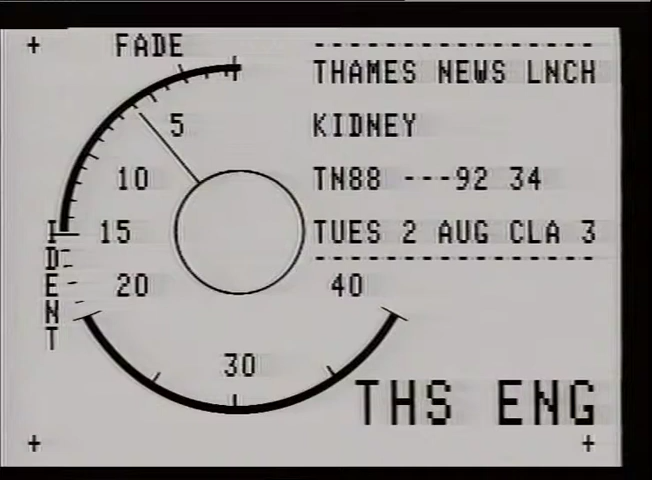 + FADE
THAMES NEWS LNCH
KIDNEY
TN88 ---92 34
TUES 2 AUG CLA 3
5
10
15
20
30
40
IDENT
THS ENG
+ +